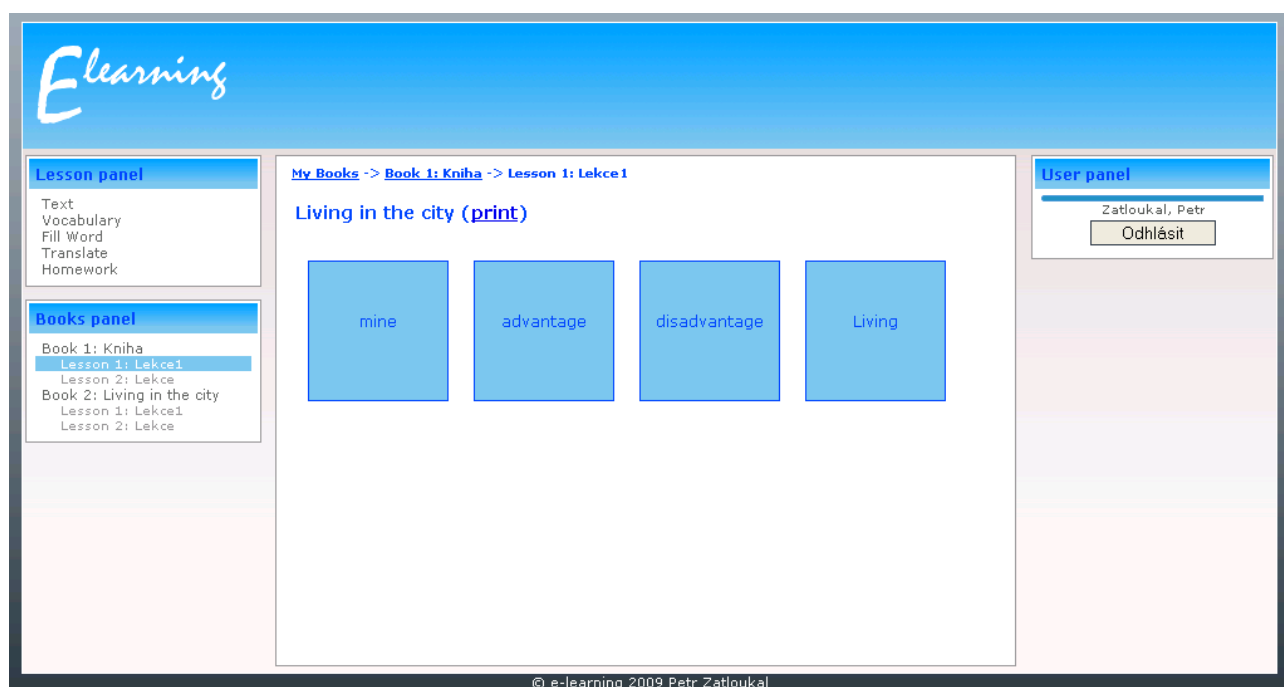 Elearning
Lesson panel
Text
Vocabulary
Fill Word
Translate
Homework
Books panel
Book 1: Kniha
Lesson 1: Lekce1
Lesson 2: Lekce
Book 2: Living in the city
Lesson 1: Lekce1
Lesson 2: Lekce
My Books -> Book 1: Kniha -> Lesson 1: Lekce1
Living in the city (print)
mine
advantage
disadvantage
Living
User panel
Zatloukal, Petr
Odhlásit
© e-learning 2009 Petr Zatloukal